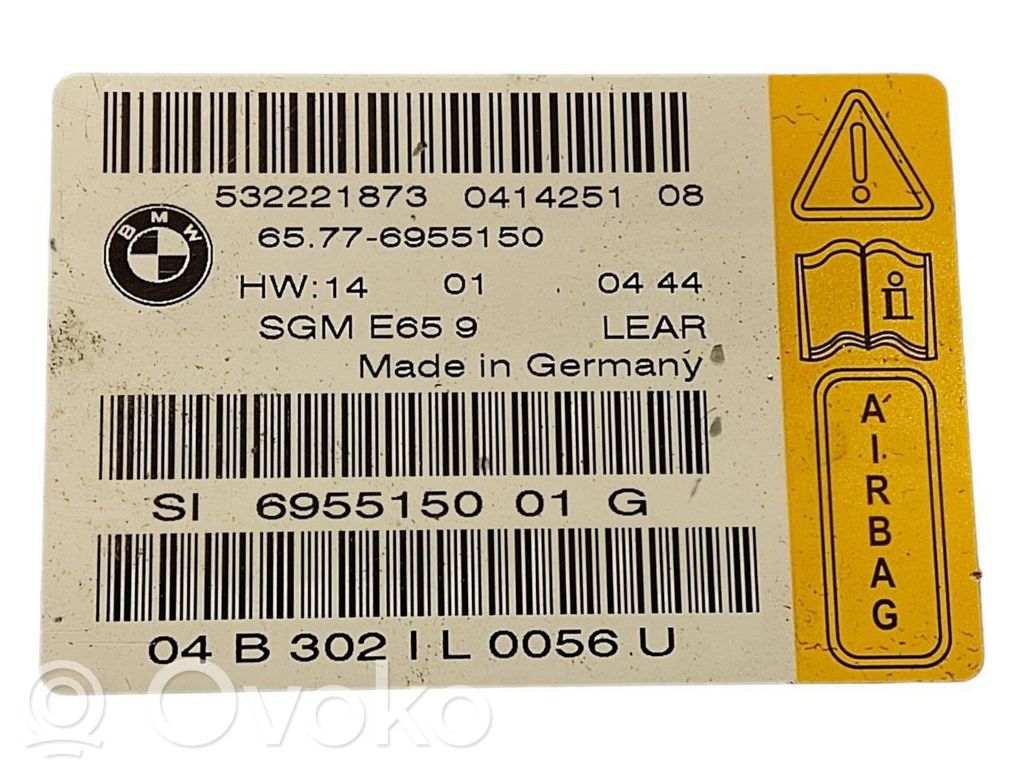 532221873 0414251 08
BMW
65.77-6955150
HW:14 01 04 44
SGM E65 9 LEAR
Made in Germany
SI 6955150 01 G
04 B 302 I L 0056 U
i
AIRBAG
Ovoko